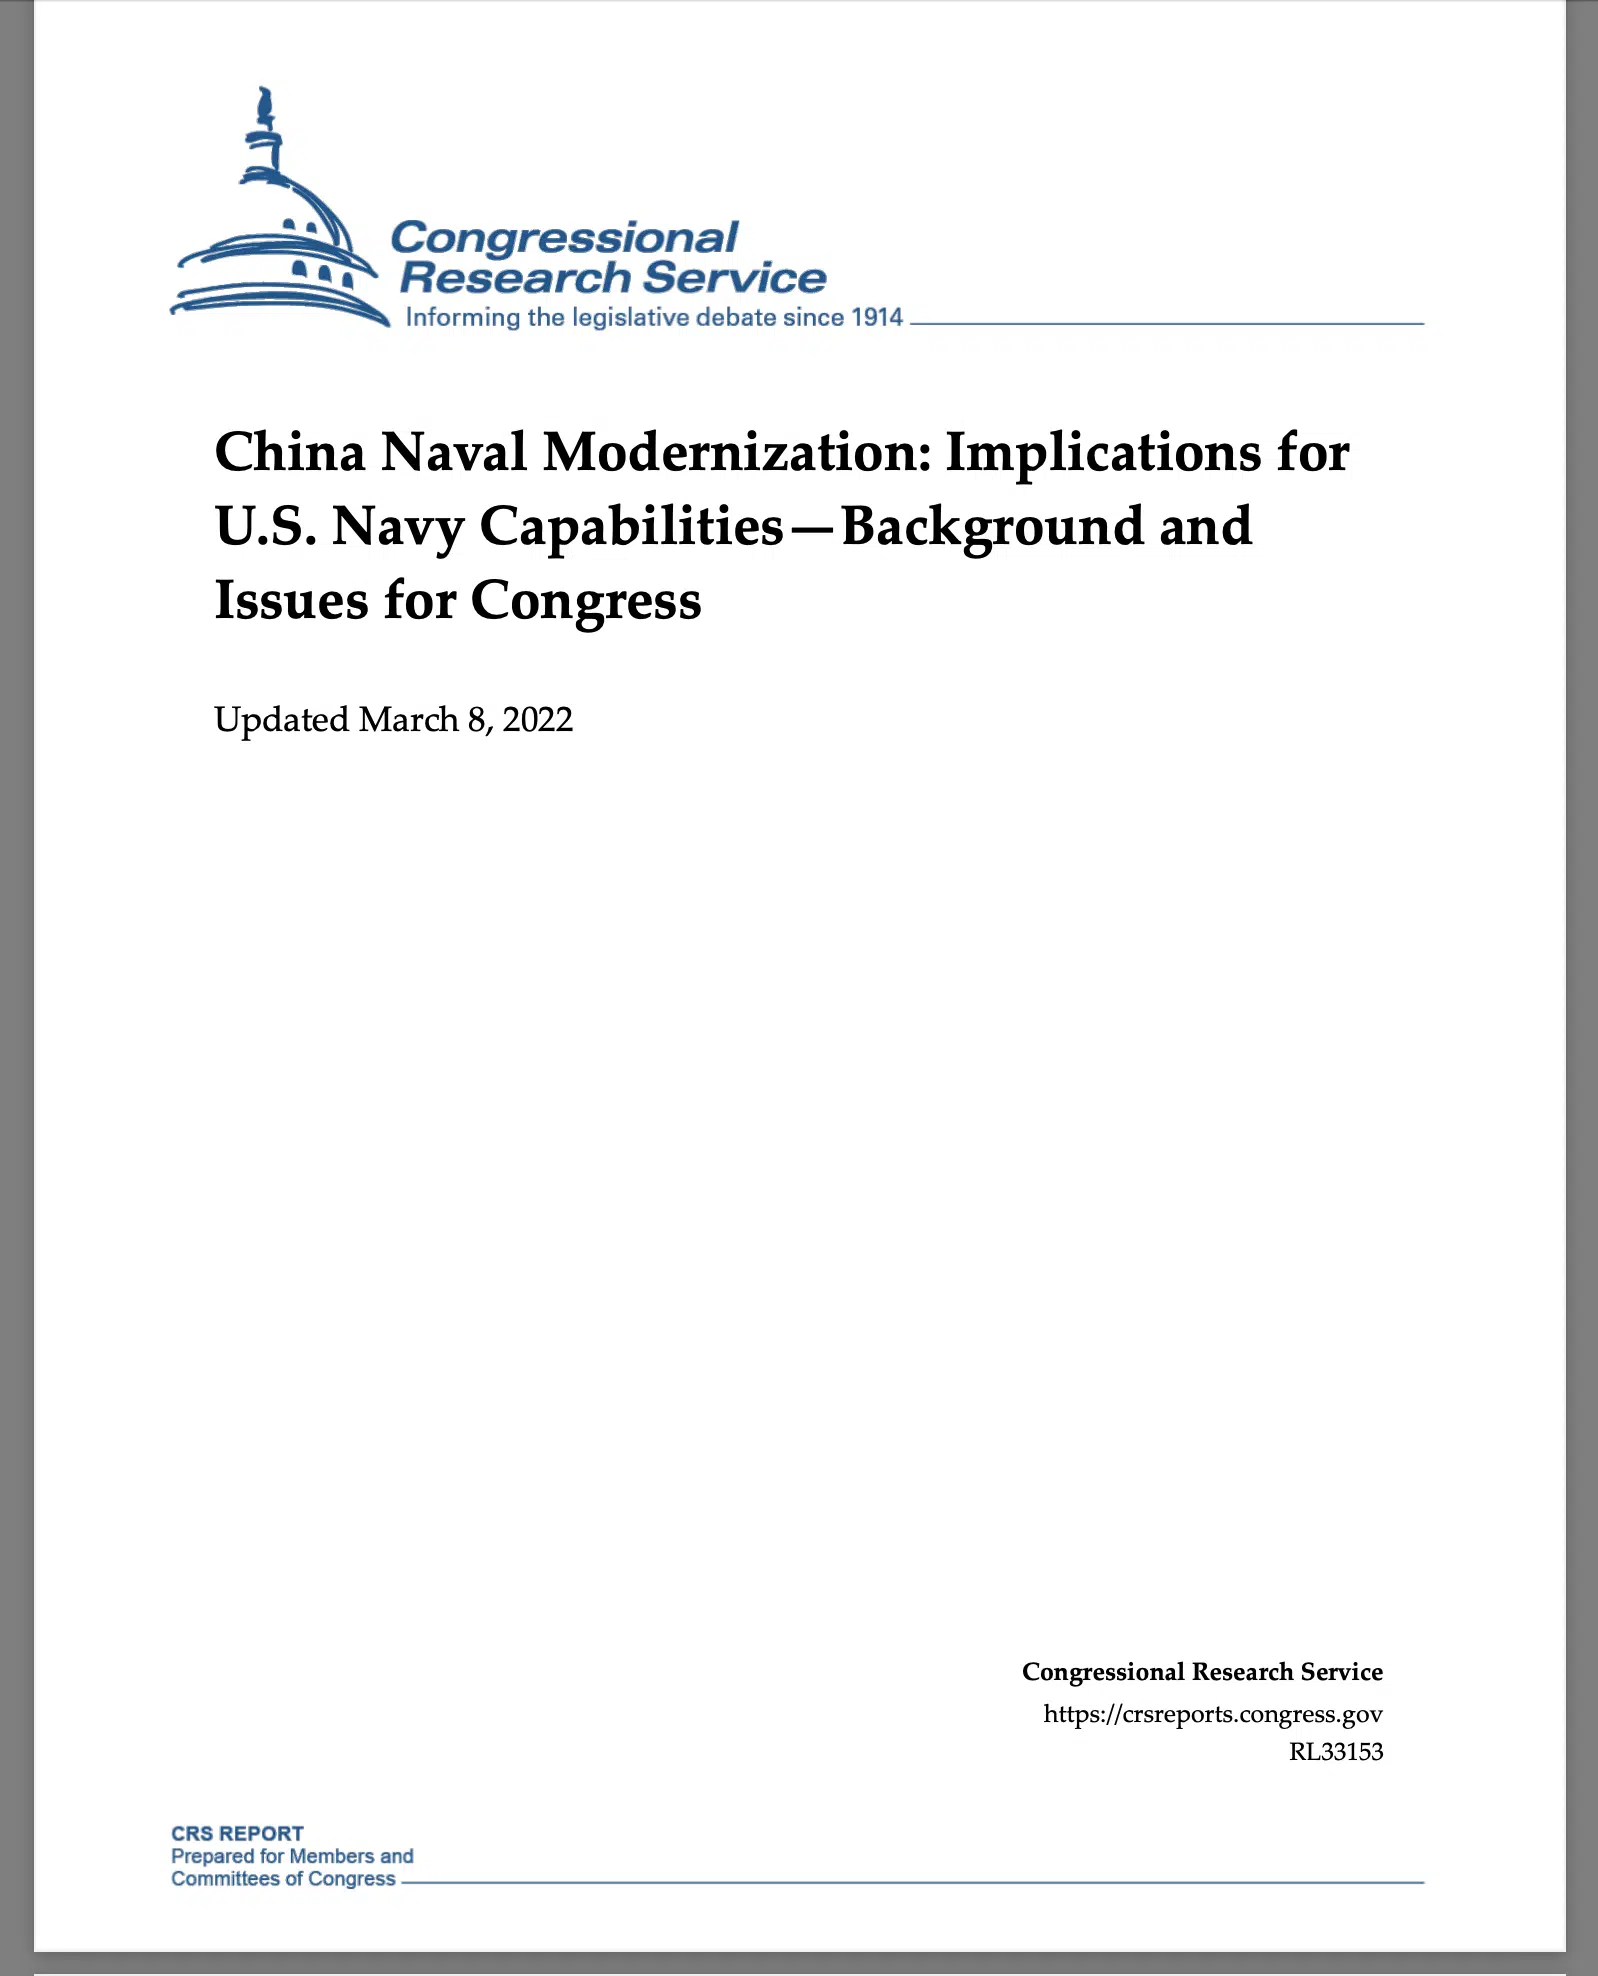 Congressional
Research Service
Informing the legislative debate since 1914
China Naval Modernization: Implications for
U.S. Navy Capabilities—Background and
Issues for Congress
Updated March 8, 2022
Congressional Research Service
https://crsreports.congress.gov
RL33153
CRS REPORT
Prepared for Members and
Committees of Congress